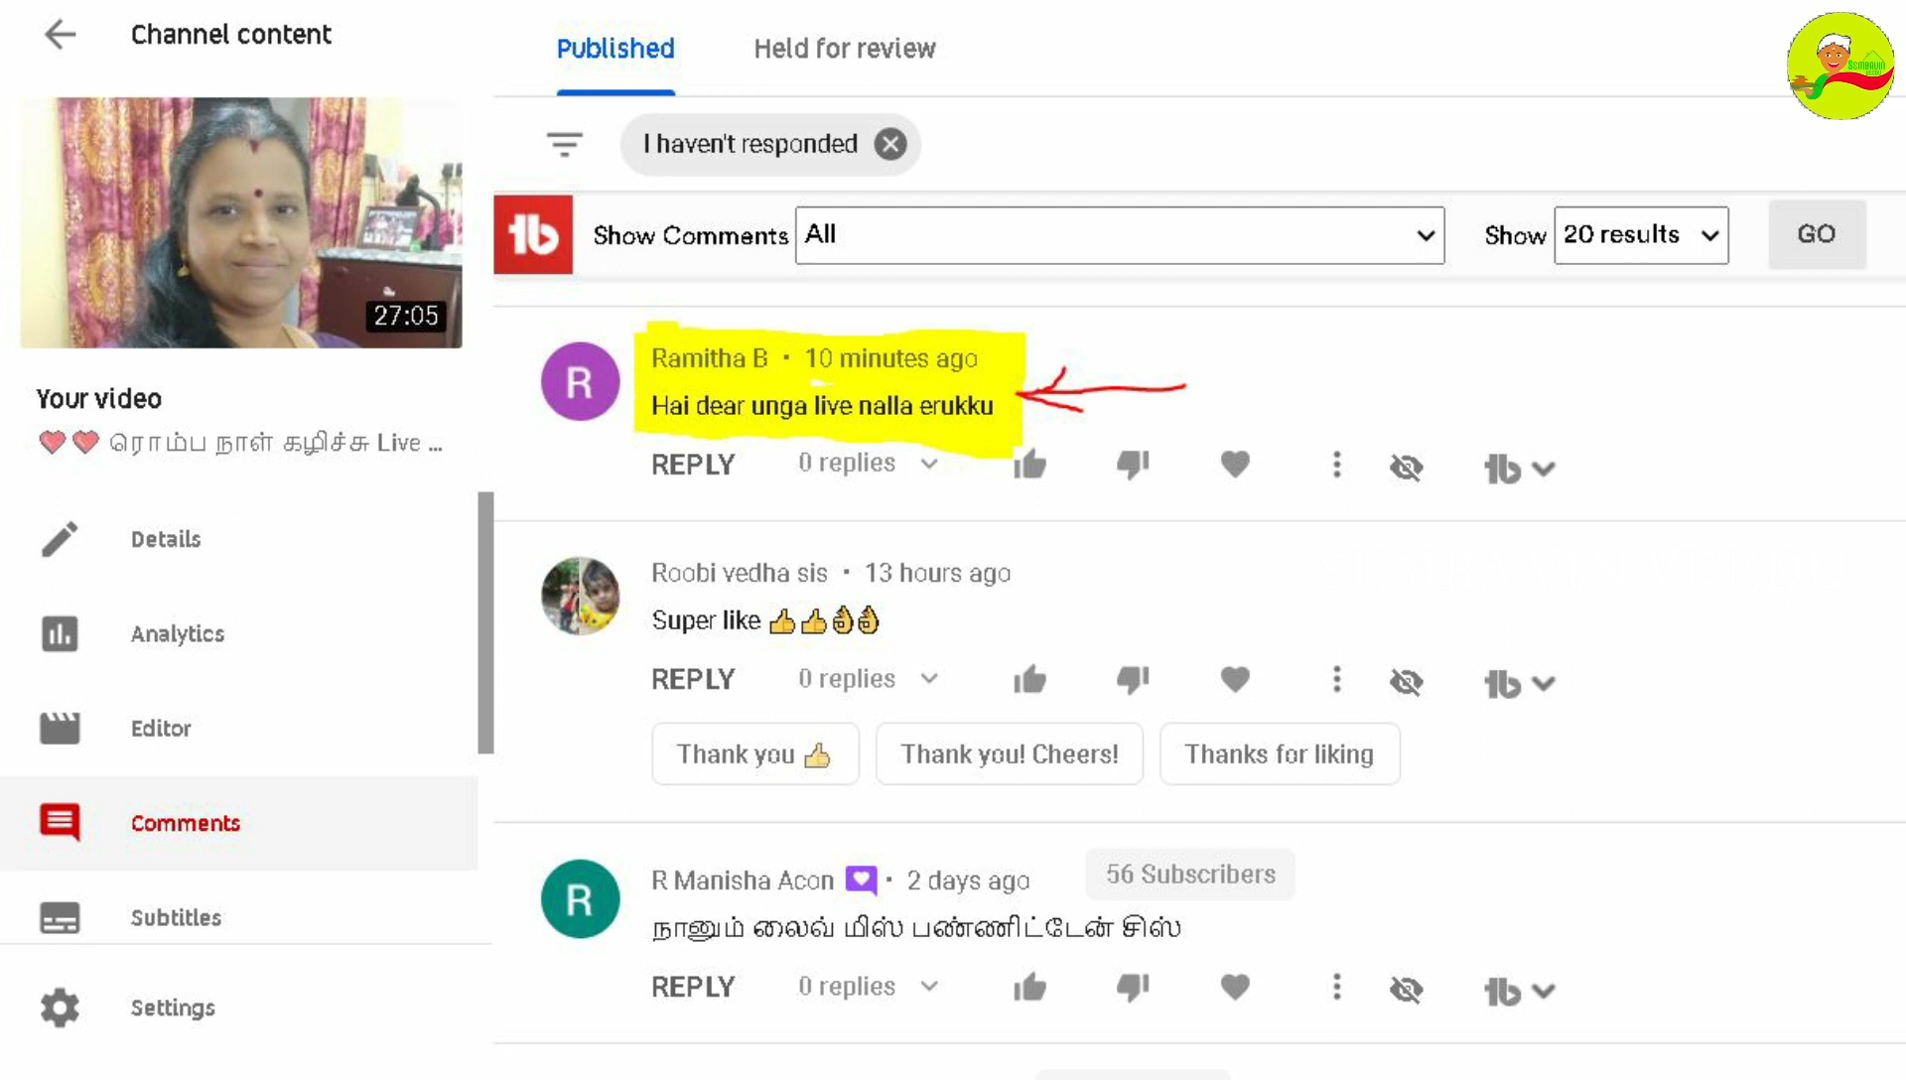 Channel content
Published
Held for review
I haven't responded
Show Comments All
Show 20 results
GO
27:05
Your video
❤️❤️ ரொம்ப நாள் கழிச்சு Live ...
Details
Analytics
Editor
Comments
Subtitles
Settings
R
Ramitha B • 10 minutes ago
Hai dear unga live nalla erukku
REPLY 0 replies
Roobi vedha sis • 13 hours ago
Super like 👍👍👌👌
REPLY 0 replies
Thank you 👍
Thank you! Cheers!
Thanks for liking
R
R Manisha Acon • 2 days ago
56 Subscribers
நானும் லைவ் மிஸ் பண்ணிட்டேன் சிஸ்
REPLY 0 replies